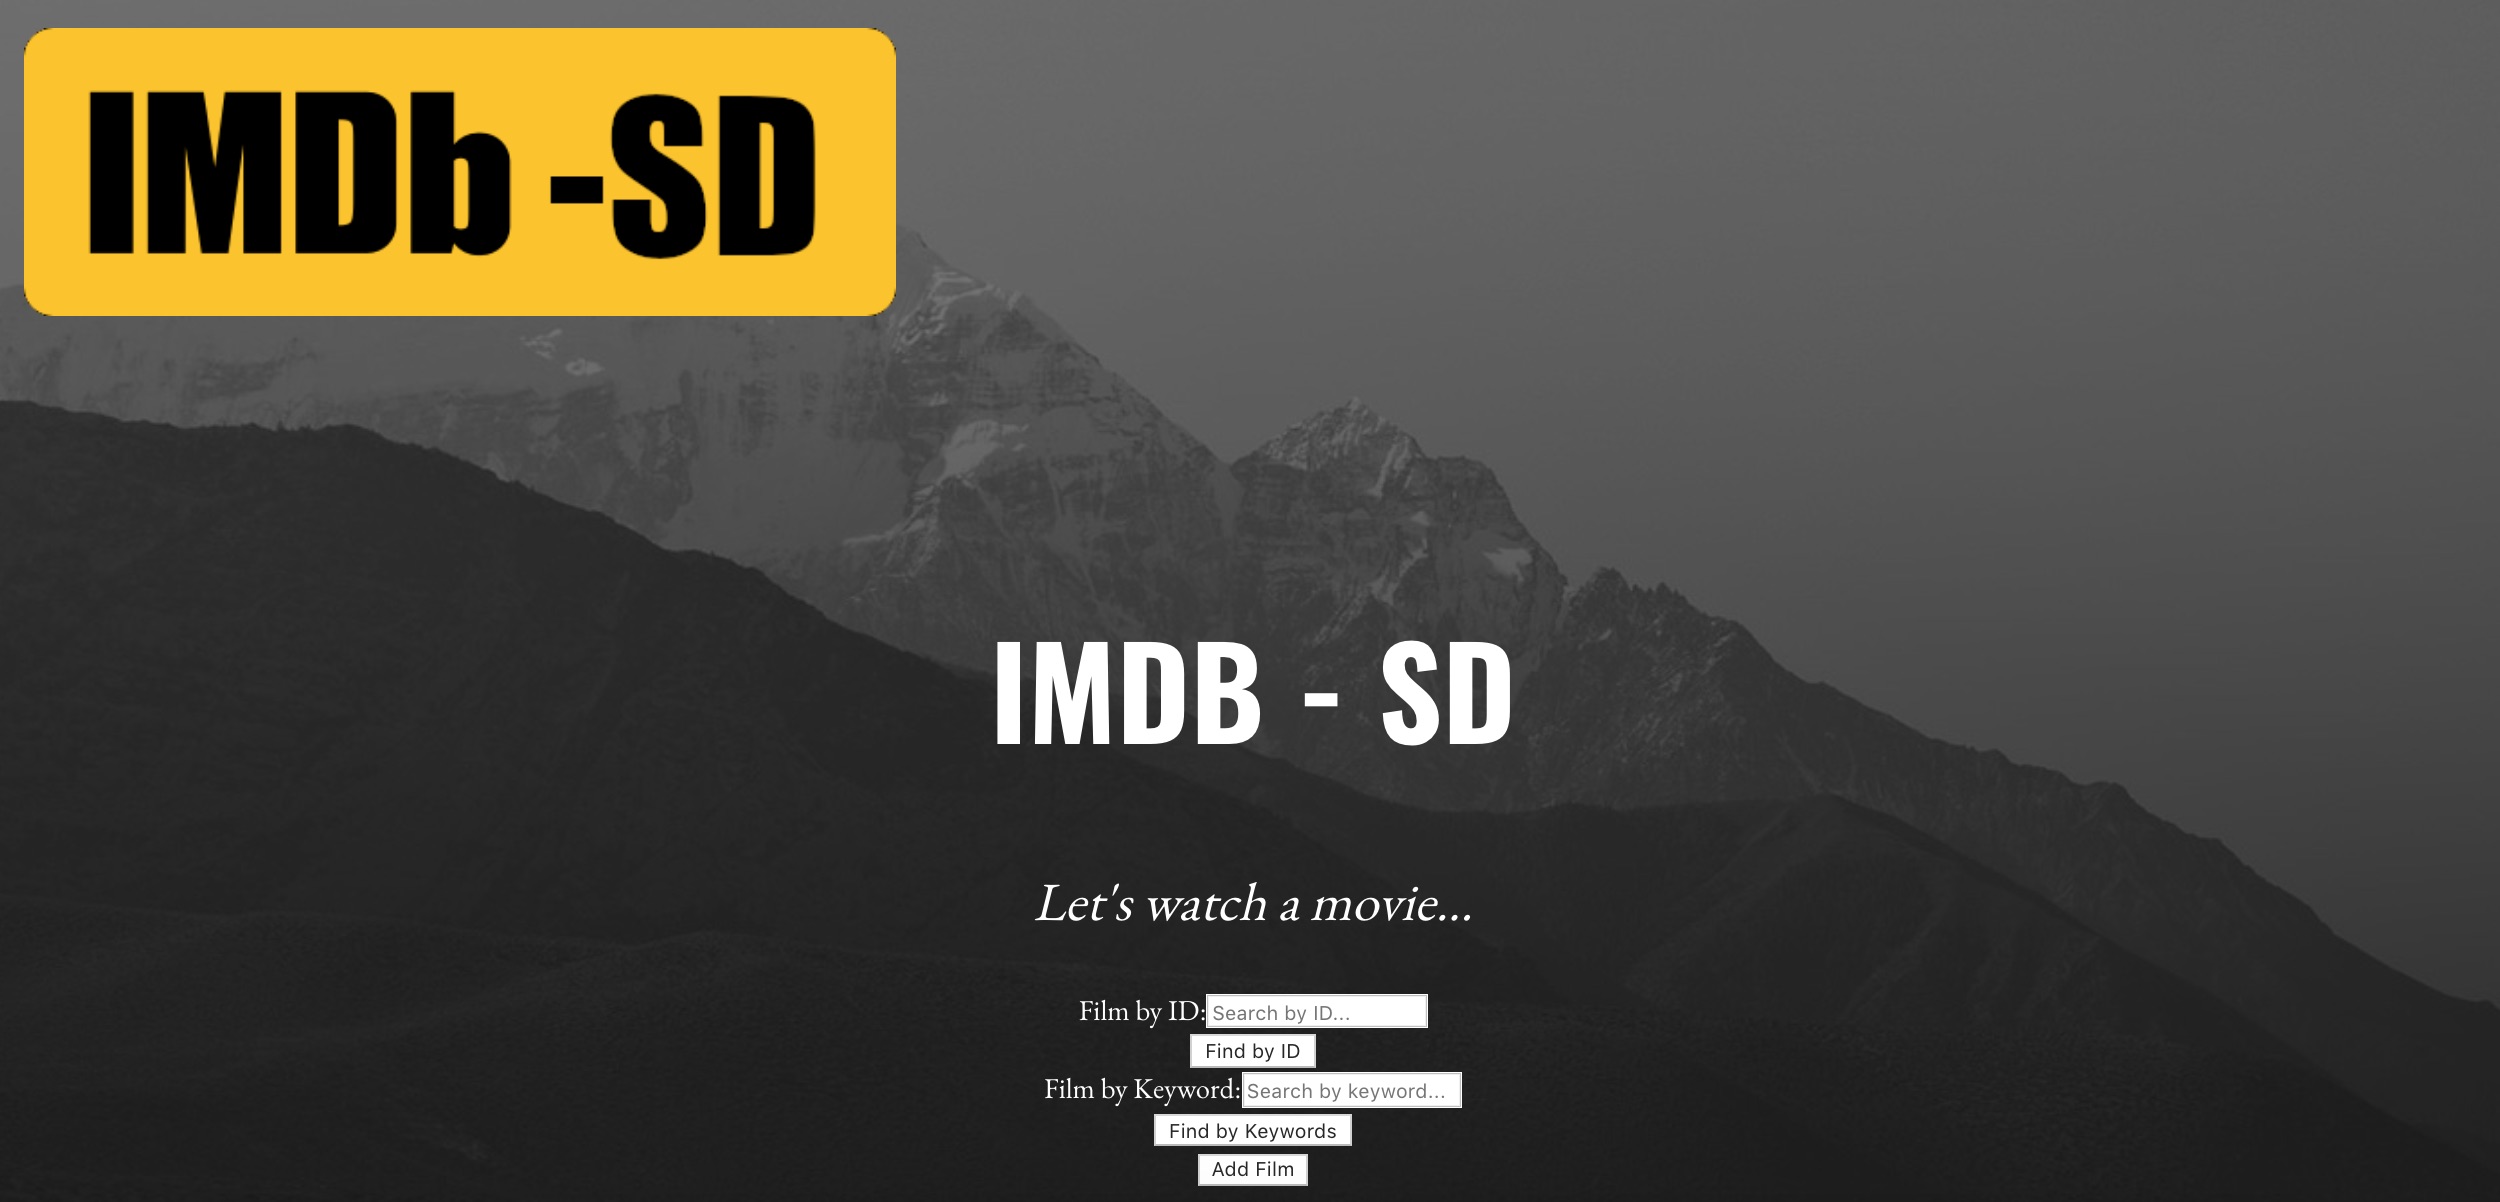 IMDb -SD
IMDB - SD
Let's watch a movie...
Film by ID: Search by ID...
Find by ID
Film by Keyword: Search by keyword...
Find by Keywords
Add Film